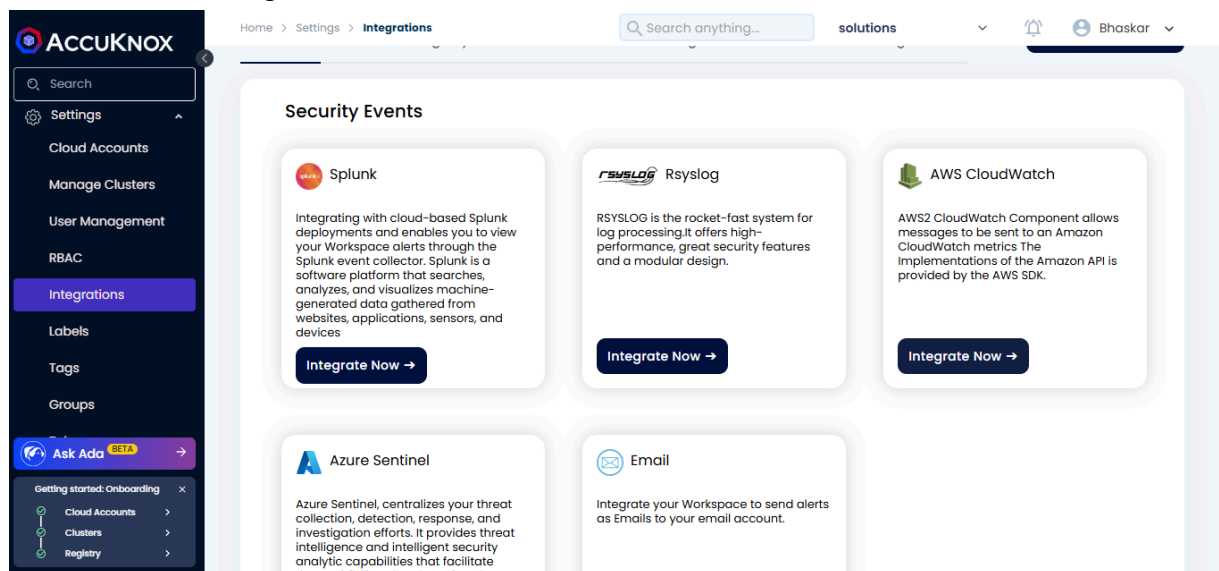 ACCUKNOX
Search
Settings
Cloud Accounts
Manage Clusters
User Management
RBAC
Integrations
Labels
Tags
Groups
Ask Ada BETA
Getting started: Onboarding
Cloud Accounts
Clusters
Registry
Home > Settings > Integrations
Search anything...
solutions
Bhaskar
Security Events
splunk>
Splunk
Integrating with cloud-based Splunk
deployments and enables you to view
your Workspace alerts through the
Splunk event collector. Splunk is a
software platform that searches,
analyzes, and visualizes machine-
generated data gathered from
websites, applications, sensors, and
devices
Integrate Now →
RSYSLOG
Rsyslog
RSYSLOG is the rocket-fast system for
log processing.It offers high-
performance, great security features
and a modular design.
Integrate Now →
AWS CloudWatch
AWS2 CloudWatch Component allows
messages to be sent to an Amazon
CloudWatch metrics The
Implementations of the Amazon API is
provided by the AWS SDK.
Integrate Now →
Azure Sentinel
Azure Sentinel, centralizes your threat
collection, detection, response, and
investigation efforts. It provides threat
intelligence and intelligent security
analytic capabilities that facilitate
Email
Integrate your Workspace to send alerts
as Emails to your email account.